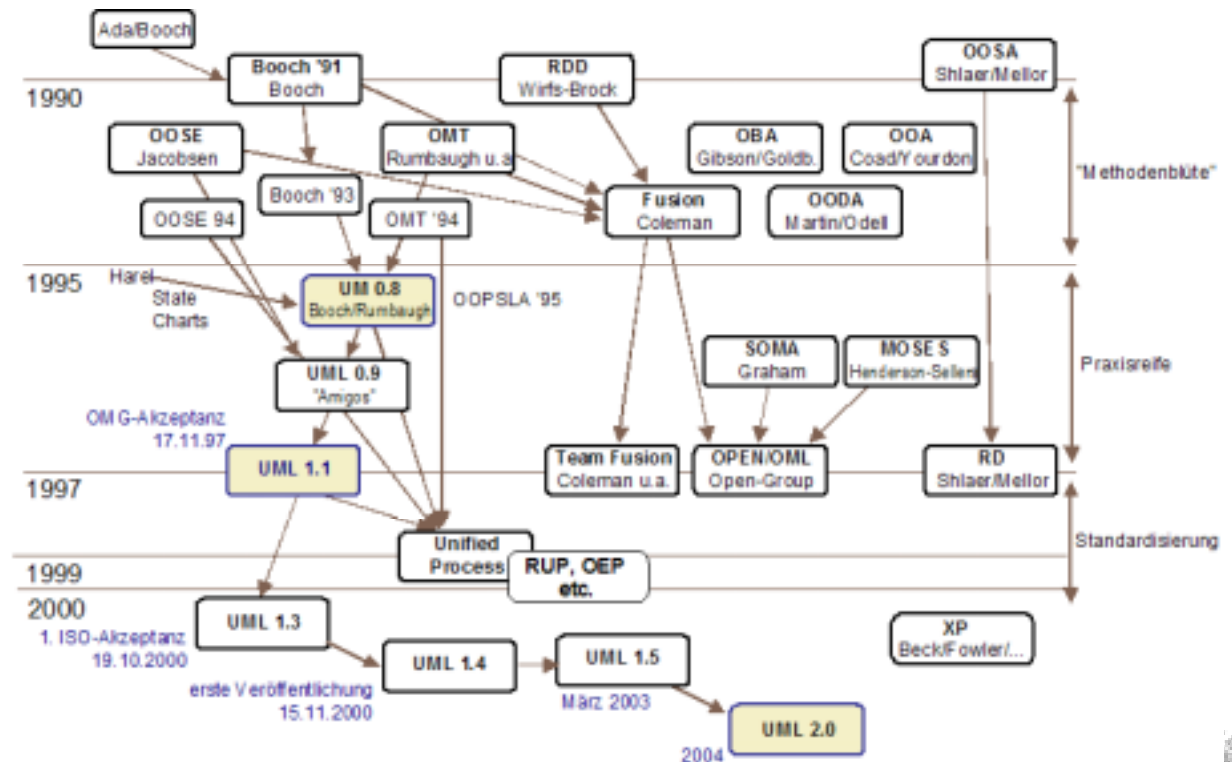 Ada/Booch
Booch '91
Booch
RDD
Wirfs-Brock
OOSA
Shlaer/Mellor
1990
OOSE
Jacobsen
OMT
Rumbaugh u.a
OBA
Gibson/Goldb.
OOA
Coad/Yourdon
"Methodenblüte"
Booch '93
OOSE 94
OMT '94
Fusion
Coleman
OODA
Martin/Odell
1995
Harel
State
Charts
UM 0.8
Booch/Rumbaugh
OOPSLA '95
SOMA
Graham
MOSES
Henderson-Sellers
Praxisreife
UML 0.9
"Amigos"
OMG-Akzeptanz
17.11.97
UML 1.1
Team Fusion
Coleman u.a.
OPEN/OML
Open-Group
RD
Shlaer/Mellor
1997
Unified
Process
Standardisierung
RUP, OEP
etc.
1999
2000
UML 1.3
1. ISO-Akzeptanz
19.10.2000
XP
Beck/Fowler/...
UML 1.4
UML 1.5
erste Veröffentlichung
15.11.2000
März 2003
UML 2.0
2004